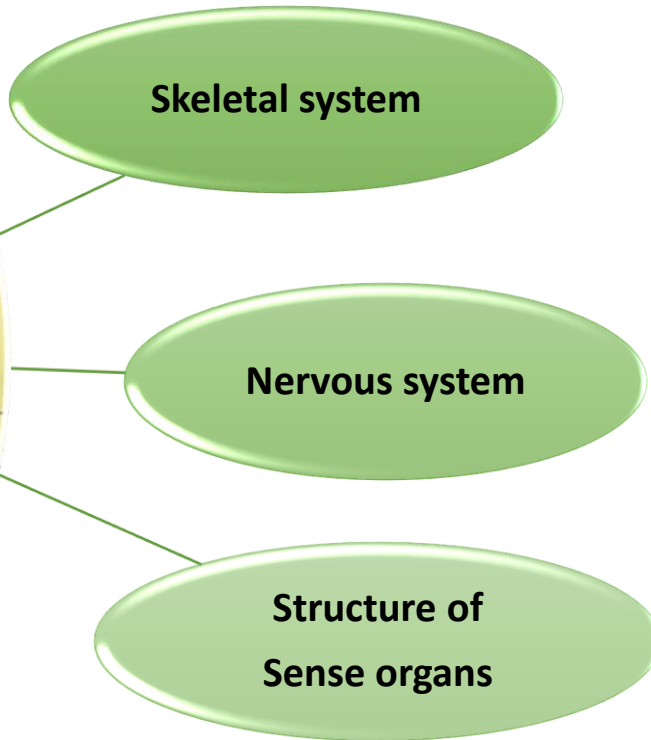 Skeletal system
Nervous system
Structure of
Sense organs